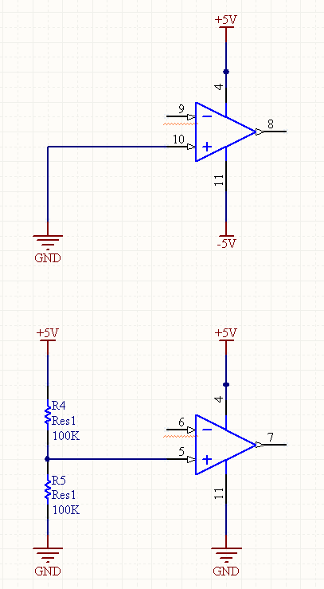 +5V
4
9
8
10
11
GND
-5V
+5V
+5V
R4
Res1
100K
4
6
7
5
R5
Res1
100K
11
GND
GND